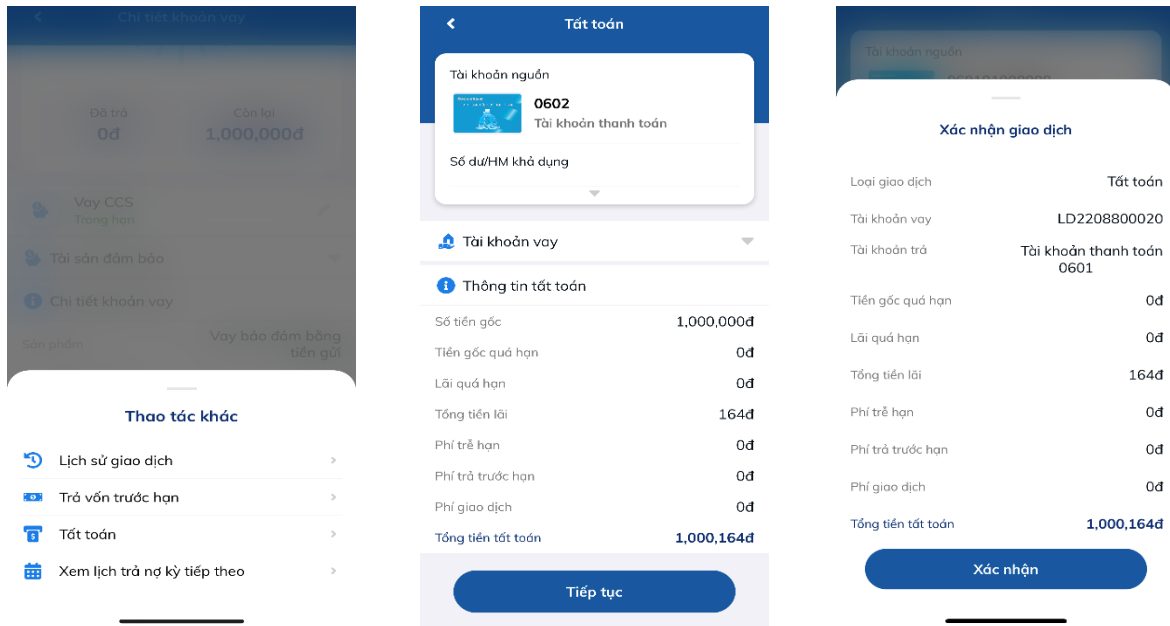 Chi tiết khoản vay
Đã trả
Còn lại
0đ
1,000,000đ
Vay CCS
Trong hạn
Tài sản đảm bảo
Chi tiết khoản vay
Sản phẩm
Vay bảo đảm bằng
tiền gửi
Thao tác khác
Lịch sử giao dịch
Trả vốn trước hạn
Tất toán
Xem lịch trả nợ kỳ tiếp theo
Tất toán
Tài khoản nguồn
0602
Tài khoản thanh toán
Số dư/HM khả dụng
Tài khoản vay
Thông tin tất toán
Số tiền gốc 1,000,000đ
Tiền gốc quá hạn 0đ
Lãi quá hạn 0đ
Tổng tiền lãi 164đ
Phí trễ hạn 0đ
Phí trả trước hạn 0đ
Phí giao dịch 0đ
Tổng tiền tất toán 1,000,164đ
Tiếp tục
Tài khoản nguồn
Xác nhận giao dịch
Loại giao dịch Tất toán
Tài khoản vay LD2208800020
Tài khoản trả Tài khoản thanh toán
0601
Tiền gốc quá hạn 0đ
Lãi quá hạn 0đ
Tổng tiền lãi 164đ
Phí trễ hạn 0đ
Phí trả trước hạn 0đ
Phí giao dịch 0đ
Tổng tiền tất toán 1,000,164đ
Xác nhận